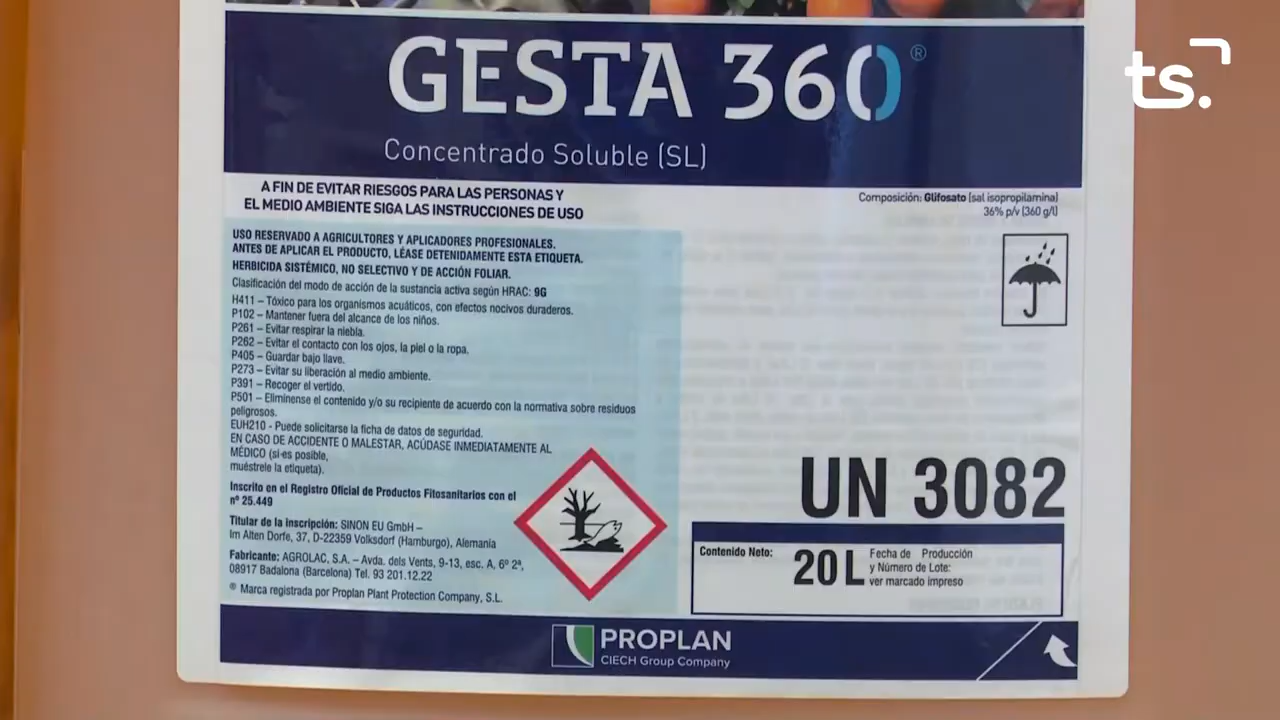 GESTA 360®
ts.
Concentrado Soluble (SL)
A FIN DE EVITAR RIESGOS PARA LAS PERSONAS Y
EL MEDIO AMBIENTE SIGA LAS INSTRUCCIONES DE USO
Composición: Glifosato (sal isopropilamina)
36% p/v (360 g/l)
USO RESERVADO A AGRICULTORES Y APLICADORES PROFESIONALES.
ANTES DE APLICAR EL PRODUCTO, LÉASE DETENIDAMENTE ESTA ETIQUETA.
HERBICIDA SISTÉMICO, NO SELECTIVO Y DE ACCIÓN FOLIAR.
Clasificación del modo de acción de la sustancia activa según HRAC: 9G
H411 – Tóxico para los organismos acuáticos, con efectos nocivos duraderos.
P102 – Mantener fuera del alcance de los niños.
P261 – Evitar respirar la niebla.
P262 – Evitar el contacto con los ojos, la piel o la ropa.
P405 – Guardar bajo llave.
P273 – Evitar su liberación al medio ambiente.
P391 – Recoger el vertido.
P501 – Elimínense el contenido y/o su recipiente de acuerdo con la normativa sobre residuos
peligrosos.
EUH210 - Puede solicitarse la ficha de datos de seguridad.
EN CASO DE ACCIDENTE O MALESTAR, ACÚDASE INMEDIATAMENTE AL
MÉDICO (si es posible,
muéstrele la etiqueta).
Inscrito en el Registro Oficial de Productos Fitosanitarios con el
nº 25.449
Titular de la inscripción: SINON EU GmbH –
Im Alten Dorfe, 37, D-22359 Volksdorf (Hamburgo), Alemania
Fabricante: AGROLAC, S.A. – Avda. dels Vents, 9-13, esc. A, 6º 2ª,
08917 Badalona (Barcelona) Tel. 93 201.12.22
® Marca registrada por Proplan Plant Protection Company, S.L.
UN 3082
Contenido Neto: 20 L
Fecha de Producción
y Número de Lote:
ver marcado impreso
PROPLAN
CIECH Group Company